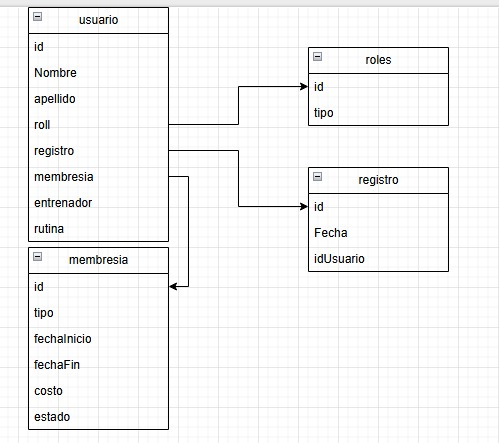 usuario
id
Nombre
apellido
roll
registro
membresia
entrenador
rutina
roles
id
tipo
registro
id
Fecha
idUsuario
membresia
id
tipo
fechaInicio
fechaFin
costo
estado